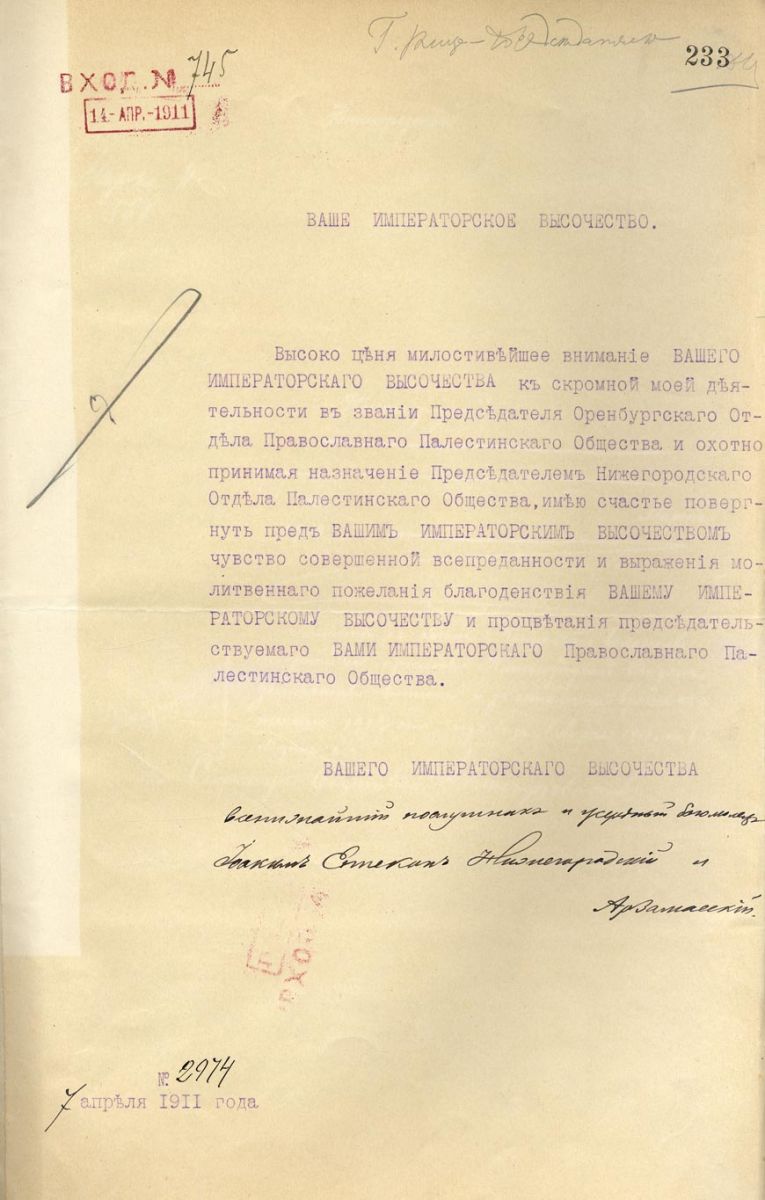 233
ВХОД. № 745
14-АПР.-1911
ВАШЕ ИМПЕРАТОРСКОЕ ВЫСОЧЕСТВО.
Высоко цѣня милостивѣйшее вниманіе ВАШЕГО
ИМПЕРАТОРСКАГО ВЫСОЧЕСТВА къ скромной моей дѣя-
тельности въ званіи Предсѣдателя Оренбургскаго От-
дѣла Православнаго Палестинскаго Общества и охотно
принимая назначеніе Предсѣдателемъ Нижегородскаго
Отдѣла Палестинскаго Общества, имѣю счастье поверг-
нуть предъ ВАШИМЪ ИМПЕРАТОРСКИМЪ ВЫСОЧЕСТВОМЪ
чувство совершенной всепреданности и выраженія мо-
литвеннаго пожеланія благоденствія ВАШЕМУ ИМПЕ-
РАТОРСКОМУ ВЫСОЧЕСТВУ и процвѣтанія предсѣдатель-
ствуемаго ВАМИ ИМПЕРАТОРСКАГО Православнаго Па-
лестинскаго Общества.
ВАШЕГО ИМПЕРАТОРСКАГО ВЫСОЧЕСТВА
всенижайшій послушникъ и усердный богомолецъ
Іоакимъ Епископъ Нижегородскій и
Арзамасскій.
ВХОД
№ 2974
7 апрѣля 1911 года